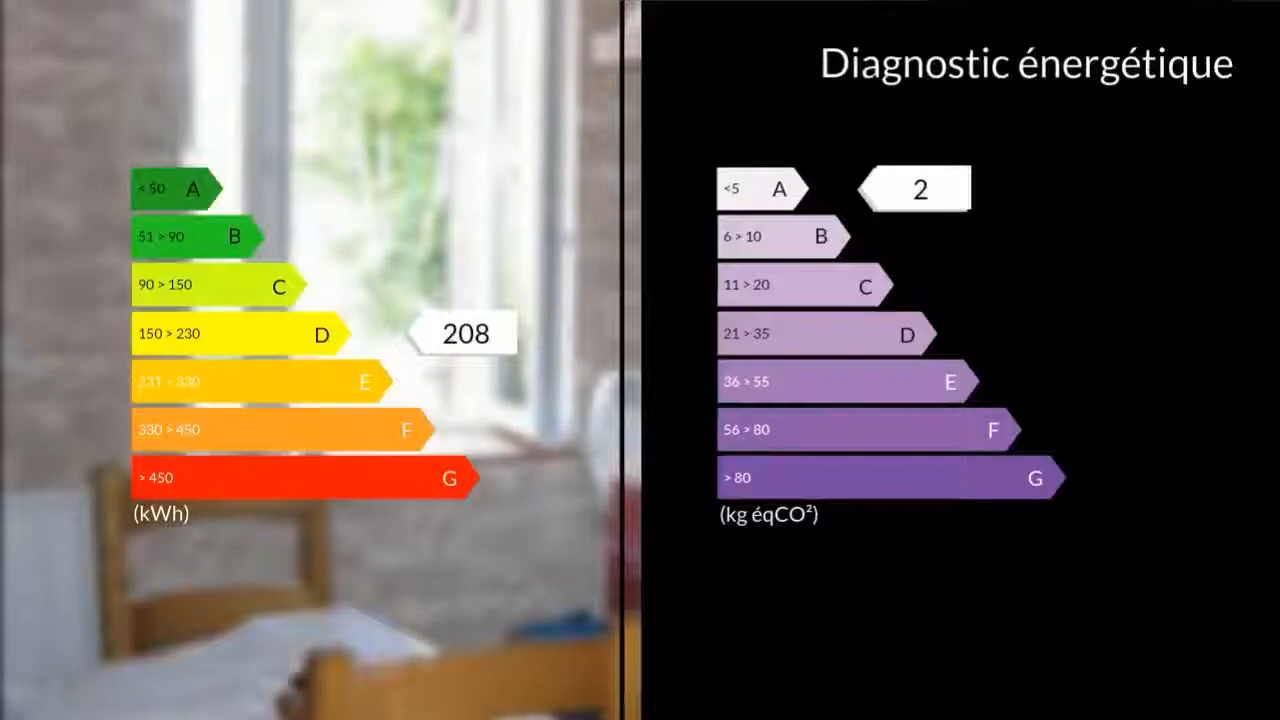 Diagnostic énergétique
< 50 A
51 > 90 B
90 > 150 C
150 > 230 D
208
231 > 330 E
330 > 450 F
> 450 G
(kWh)
<5 A
2
6 > 10 B
11 > 20 C
21 > 35 D
36 > 55 E
56 > 80 F
> 80 G
(kg éqCO²)